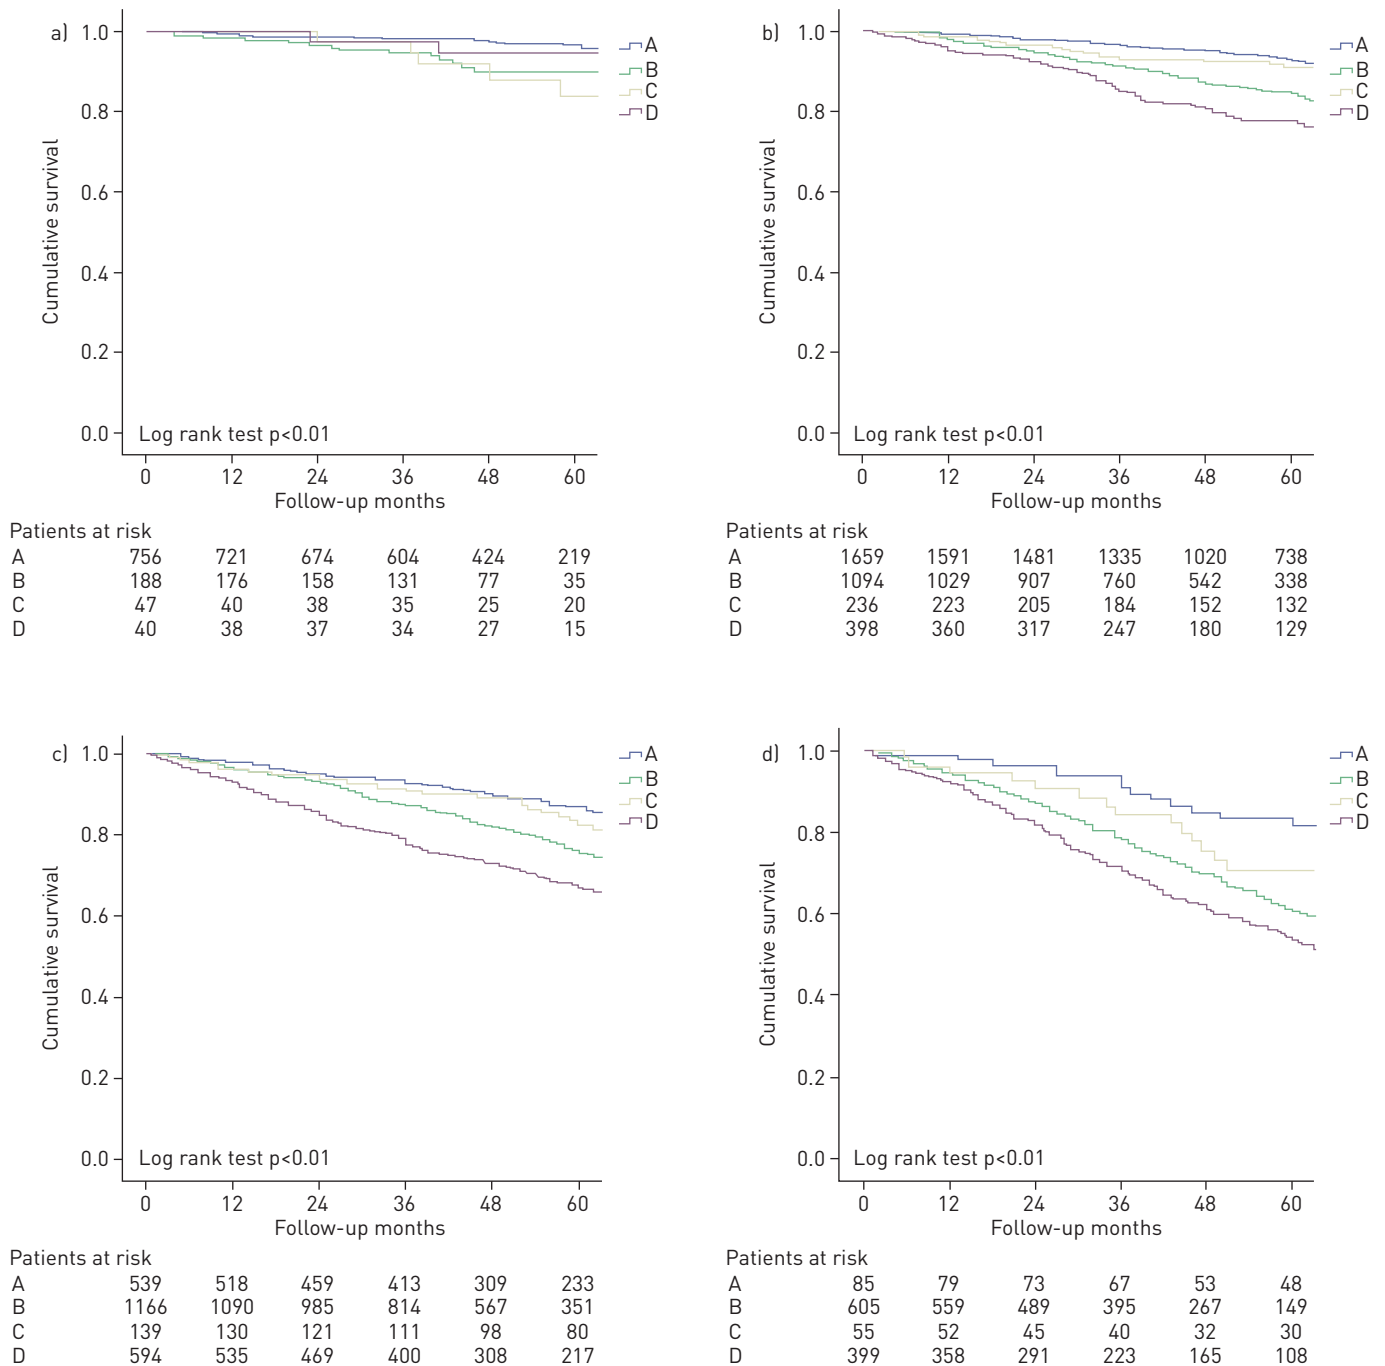 a)
1.0
0.8
0.6
0.4
0.2
0.0
Cumulative survival
A
B
C
D
Log rank test p<0.01
0 12 24 36 48 60
Follow-up months
Patients at risk
A 756 721 674 604 424 219
B 188 176 158 131 77 35
C 47 40 38 35 25 20
D 40 38 37 34 27 15
b)
1.0
0.8
0.6
0.4
0.2
0.0
Cumulative survival
A
B
C
D
Log rank test p<0.01
0 12 24 36 48 60
Follow-up months
Patients at risk
A 1659 1591 1481 1335 1020 738
B 1094 1029 907 760 542 338
C 236 223 205 184 152 132
D 398 360 317 247 180 129
c)
1.0
0.8
0.6
0.4
0.2
0.0
Cumulative survival
A
B
C
D
Log rank test p<0.01
0 12 24 36 48 60
Follow-up months
Patients at risk
A 539 518 459 413 309 233
B 1166 1090 985 814 567 351
C 139 130 121 111 98 80
D 594 535 469 400 308 217
d)
1.0
0.8
0.6
0.4
0.2
0.0
Cumulative survival
A
B
C
D
Log rank test p<0.01
0 12 24 36 48 60
Follow-up months
Patients at risk
A 85 79 73 67 53 48
B 605 559 489 395 267 149
C 55 52 45 40 32 30
D 399 358 291 223 165 108